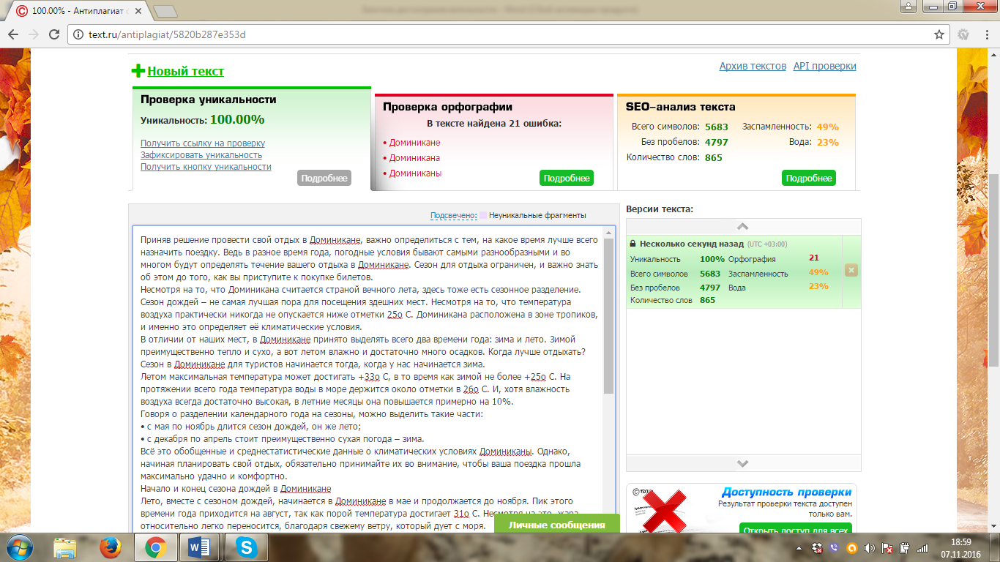 100.00% - Антиплагиат
text.ru/antiplagiat/5820b287e353d
Новый текст
Архив текстов API проверки
Проверка уникальности
Уникальность: 100.00%
Получить ссылку на проверку
Зафиксировать уникальность
Получить кнопку уникальности
Подробнее
Проверка орфографии
В тексте найдена 21 ошибка:
• Доминикане
• Доминикана
• Доминиканы
Подробнее
SEO-анализ текста
Всего символов: 5683 Заспамленность: 49%
Без пробелов: 4797 Вода: 23%
Количество слов: 865
Подробнее
Подсвечено: Неуникальные фрагменты
Приняв решение провести свой отдых в Доминикане, важно определиться с тем, на какое время лучше всего
назначить поездку. Ведь в разное время года, погодные условия бывают самыми разнообразными и во
многом будут определять течение вашего отдыха в Доминикане. Сезон для отдыха ограничен, и важно знать
об этом до того, как вы приступите к покупке билетов.
Несмотря на то, что Доминикана считается страной вечного лета, здесь тоже есть сезонное разделение.
Сезон дождей – не самая лучшая пора для посещения здешних мест. Несмотря на то, что температура
воздуха практически никогда не опускается ниже отметки 25о С. Доминикана расположена в зоне тропиков,
и именно это определяет её климатические условия.
В отличии от наших мест, в Доминикане принято выделять всего два времени года: зима и лето. Зимой
преимущественно тепло и сухо, а вот летом влажно и достаточно много осадков. Когда лучше отдыхать?
Сезон в Доминикане для туристов начинается тогда, когда у нас начинается зима.
Летом максимальная температура может достигать +33о С, в то время как зимой не более +25о С. На
протяжении всего года температура воды в море держится около отметки в 26о С. И, хотя влажность
воздуха всегда достаточно высокая, в летние месяцы она повышается примерно на 10%.
Говоря о разделении календарного года на сезоны, можно выделить такие части:
• с мая по ноябрь длится сезон дождей, он же лето;
• с декабря по апрель стоит преимущественно сухая погода – зима.
Всё это обобщенные и среднестатистические данные о климатических условиях Доминиканы. Однако,
начиная планировать свой отдых, обязательно принимайте их во внимание, чтобы ваша поездка прошла
максимально удачно и комфортно.
Начало и конец сезона дождей в Доминикане
Лето, вместе с сезоном дождей, начинается в Доминикане в мае и продолжается до ноября. Пик этого
времени года приходится на август, так как порой температура достигает 31о С. Несмотря на это, жара
относительно легко переносится, благодаря свежему ветру, который дует с моря.
Версии текста:
Несколько секунд назад (UTC +03:00)
Уникальность 100% Орфография 21
Всего символов 5683 Заспамленность 49%
Без пробелов 4797 Вода 23%
Количество слов 865
Доступность проверки
Результат проверки текста доступен
только вам.
Открыть доступ для всех
Личные сообщения
18:59
07.11.2016